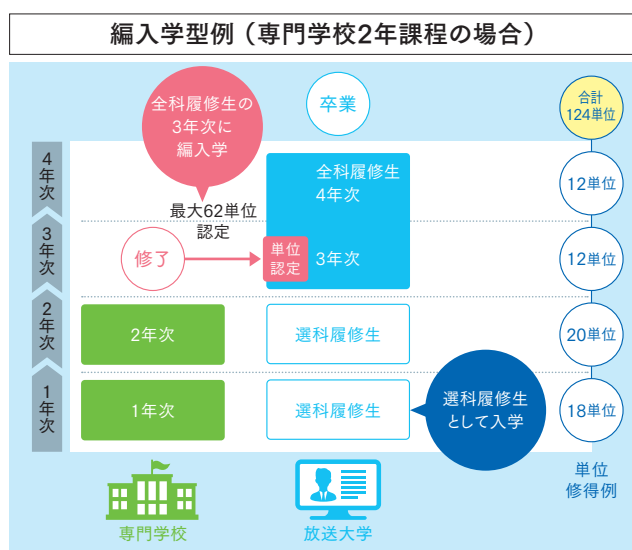 編入学型例（専門学校2年課程の場合）
全科履修生の
3年次に
編入学
卒業
合計
124単位
4年次
全科履修生
4年次
12単位
最大62単位
認定
3年次
修了
単位
認定
3年次
12単位
2年次
2年次
選科履修生
20単位
1年次
1年次
選科履修生
選科履修生
として入学
18単位
専門学校
放送大学
単位
修得例